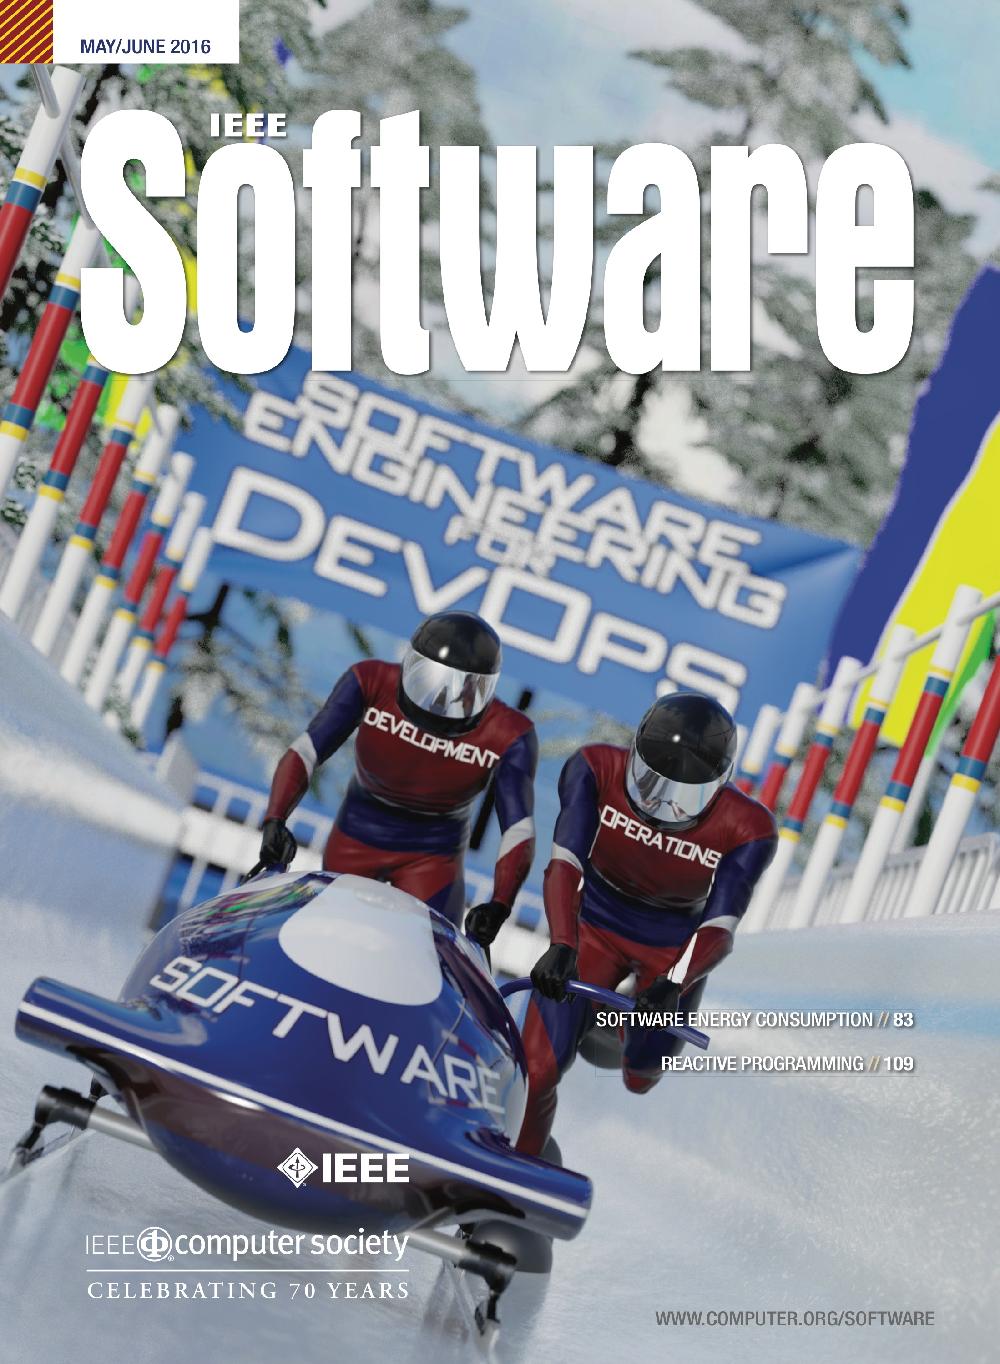 MAY/JUNE 2016
IEEE
Software
SOFTWARE
ENGINEERING
FOR
DEVOPS
DEVELOPMENT
OPERATIONS
SOFTWARE
SOFTWARE ENERGY CONSUMPTION // 83
REACTIVE PROGRAMMING // 109
IEEE
IEEE computer society
CELEBRATING 70 YEARS
WWW.COMPUTER.ORG/SOFTWARE